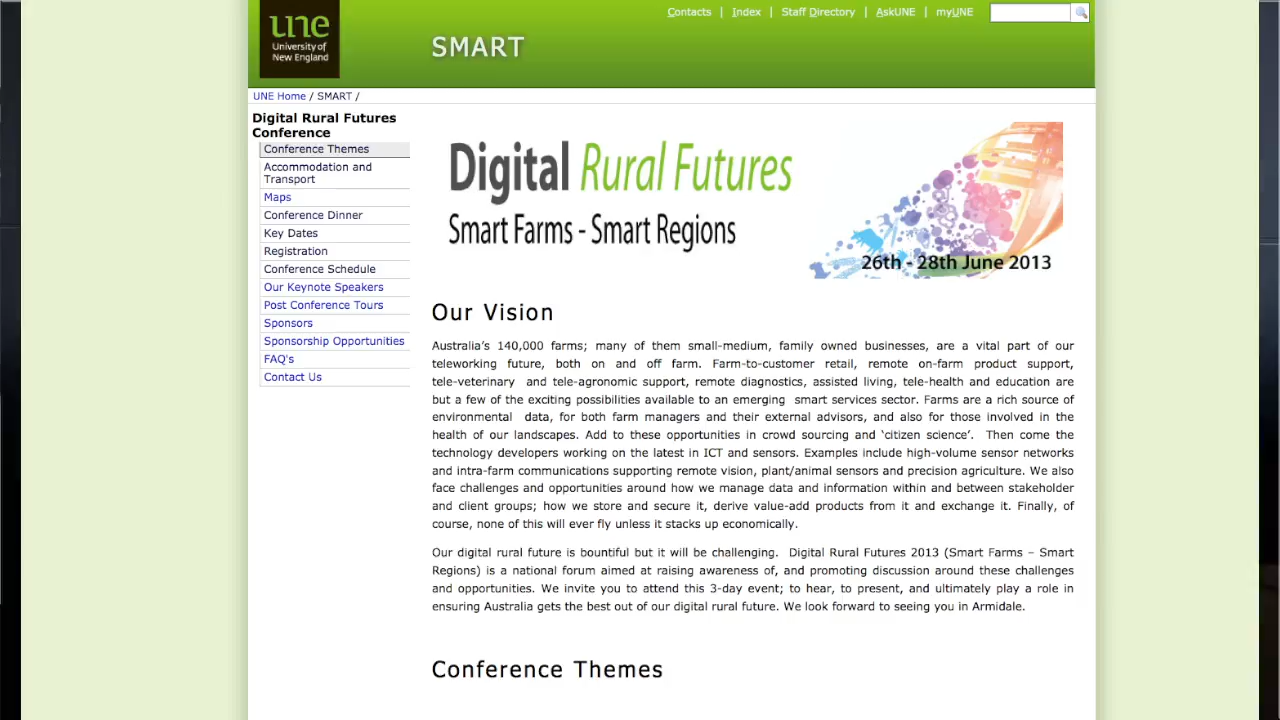 une
University of
New England
Contacts | Index | Staff Directory | AskUNE | myUNE
SMART
UNE Home / SMART /
Digital Rural Futures
Conference
Conference Themes
Accommodation and
Transport
Maps
Conference Dinner
Key Dates
Registration
Conference Schedule
Our Keynote Speakers
Post Conference Tours
Sponsors
Sponsorship Opportunities
FAQ's
Contact Us
Digital Rural Futures
Smart Farms - Smart Regions
26th - 28th June 2013
Our Vision
Australia’s 140,000 farms; many of them small-medium, family owned businesses, are a vital part of our
teleworking future, both on and off farm. Farm-to-customer retail, remote on-farm product support,
tele-veterinary and tele-agronomic support, remote diagnostics, assisted living, tele-health and education are
but a few of the exciting possibilities available to an emerging smart services sector. Farms are a rich source of
environmental data, for both farm managers and their external advisors, and also for those involved in the
health of our landscapes. Add to these opportunities in crowd sourcing and ‘citizen science’. Then come the
technology developers working on the latest in ICT and sensors. Examples include high-volume sensor networks
and intra-farm communications supporting remote vision, plant/animal sensors and precision agriculture. We also
face challenges and opportunities around how we manage data and information within and between stakeholder
and client groups; how we store and secure it, derive value-add products from it and exchange it. Finally, of
course, none of this will ever fly unless it stacks up economically.
Our digital rural future is bountiful but it will be challenging. Digital Rural Futures 2013 (Smart Farms – Smart
Regions) is a national forum aimed at raising awareness of, and promoting discussion around these challenges
and opportunities. We invite you to attend this 3-day event; to hear, to present, and ultimately play a role in
ensuring Australia gets the best out of our digital rural future. We look forward to seeing you in Armidale.
Conference Themes